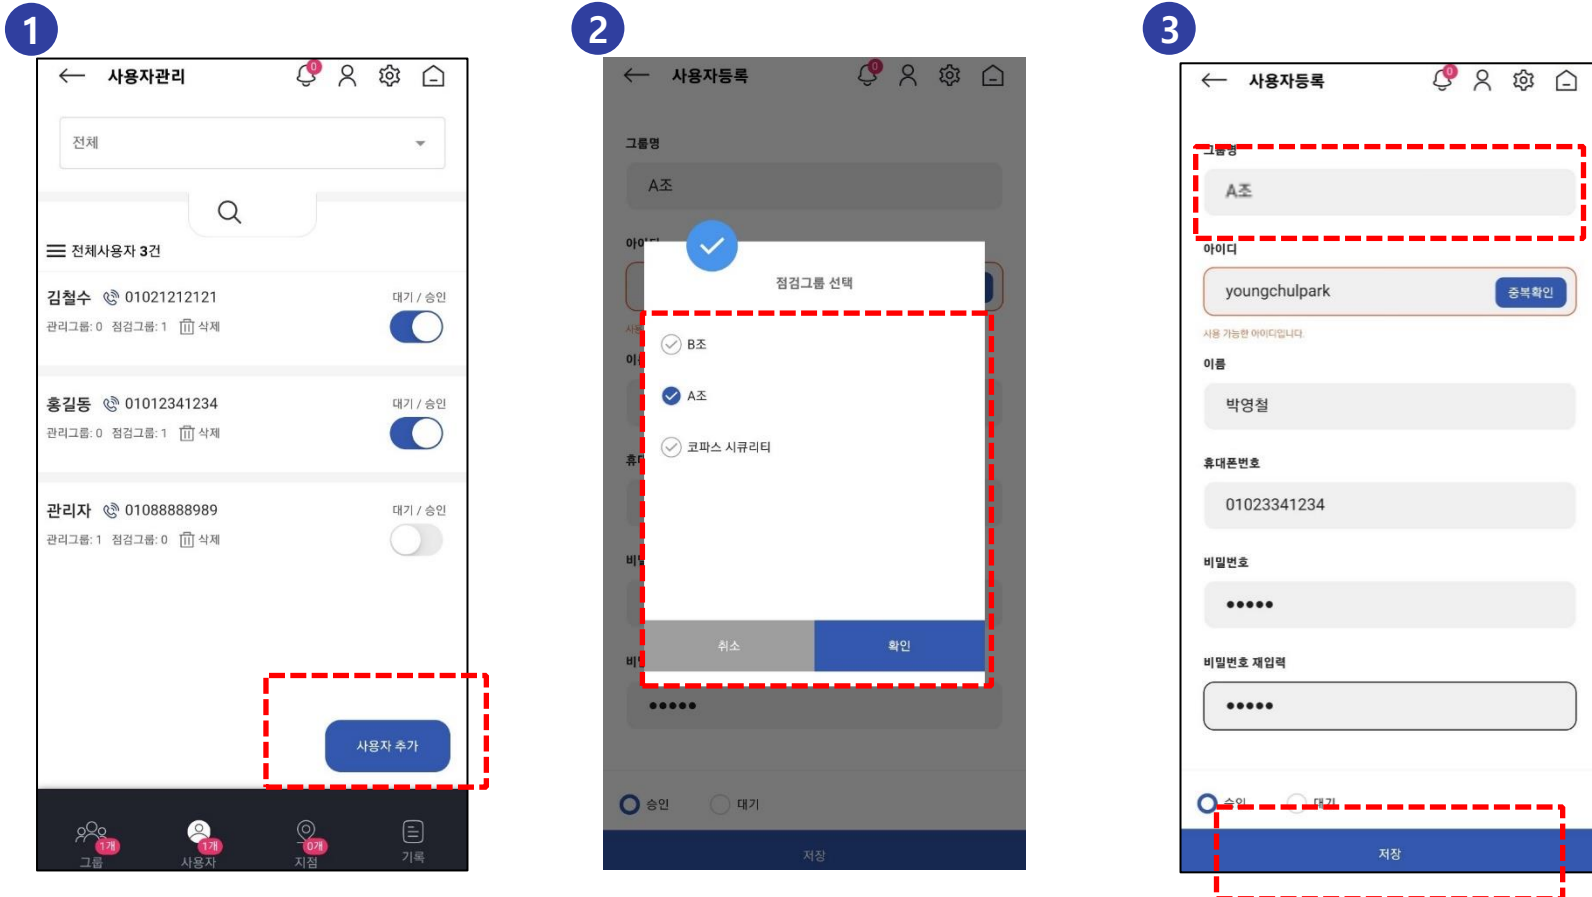 1
사용자관리
0
전체
전체사용자 3건
김철수 01021212121 대기 / 승인
관리그룹: 0 점검그룹: 1 삭제
홍길동 01012341234 대기 / 승인
관리그룹: 0 점검그룹: 1 삭제
관리자 01088888989 대기 / 승인
관리그룹: 1 점검그룹: 0 삭제
사용자 추가
1개 1개 0개
그룹 사용자 지점 기록
2
사용자등록
0
그룹명
A조
점검그룹 선택
B조
A조
코파스 시큐리티
취소 확인
●●●●●
승인 대기
저장
3
사용자등록
0
그룹명
A조
아이디
youngchulpark 중복확인
사용 가능한 아이디입니다.
이름
박영철
휴대폰번호
01023341234
비밀번호
●●●●●
비밀번호 재입력
●●●●●
승인 대기
저장